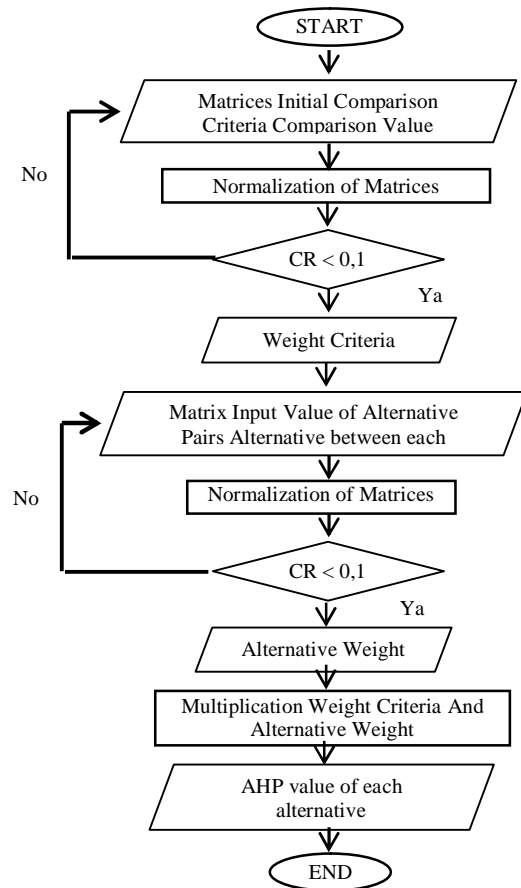 START
Matrices Initial Comparison
Criteria Comparison Value
No
Normalization of Matrices
CR < 0,1
Ya
Weight Criteria
Matrix Input Value of Alternative
Pairs Alternative between each
No
Normalization of Matrices
CR < 0,1
Ya
Alternative Weight
Multiplication Weight Criteria And
Alternative Weight
AHP value of each
alternative
END